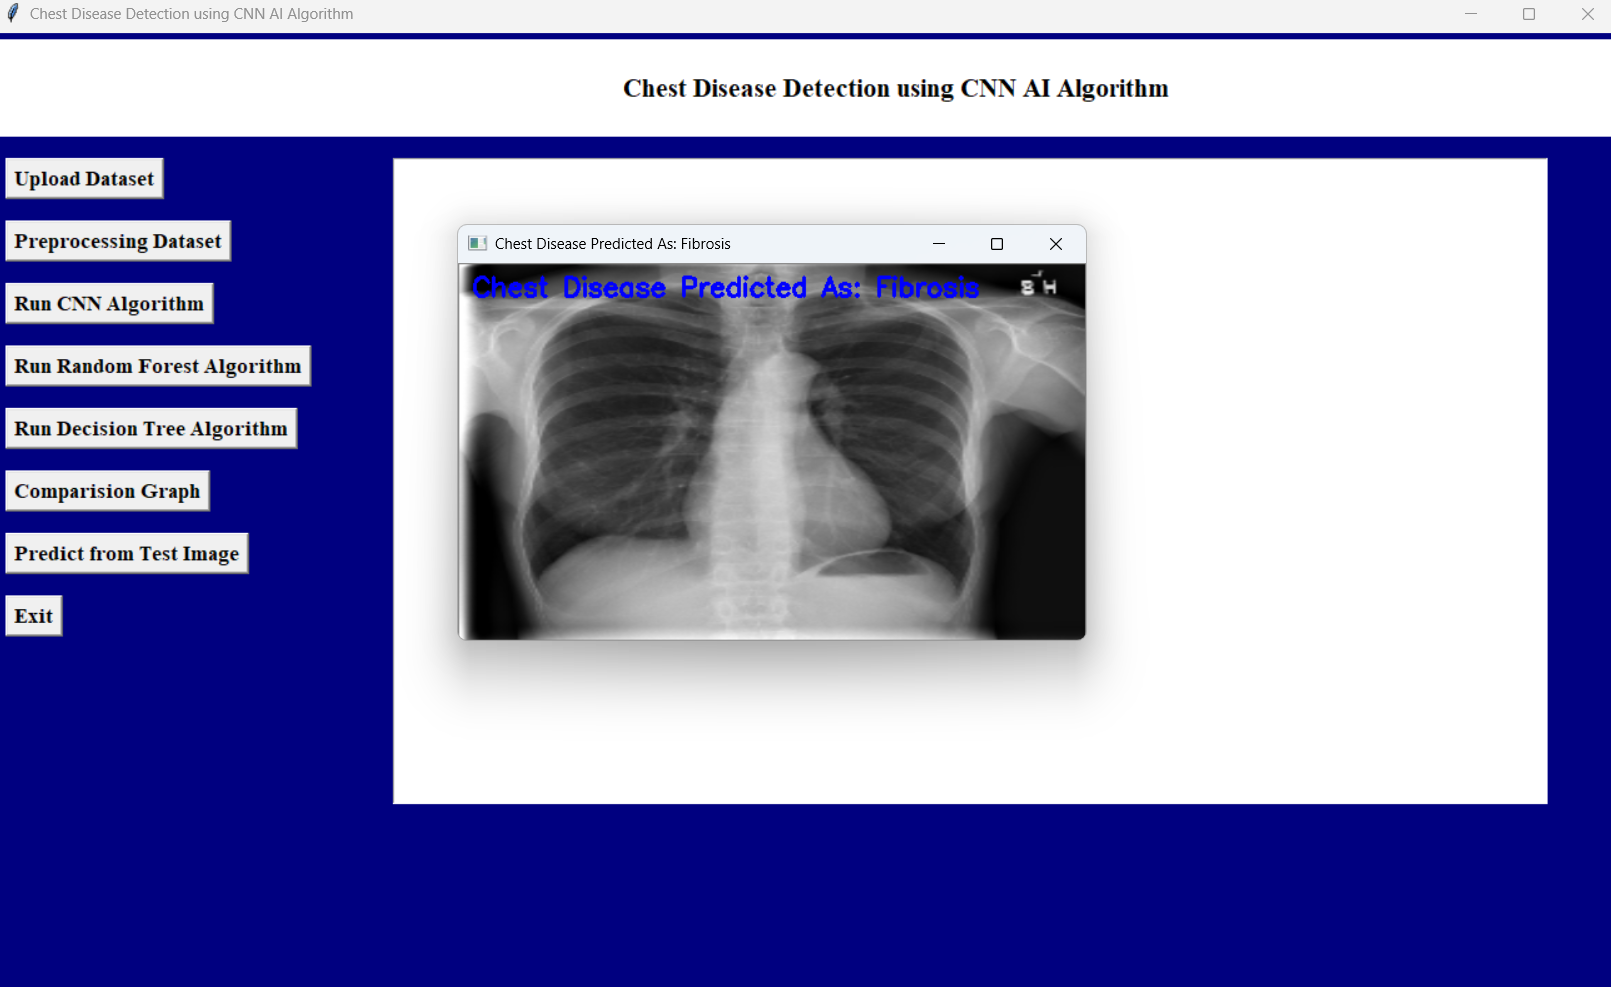 Chest Disease Detection using CNN AI Algorithm
Chest Disease Detection using CNN AI Algorithm
Upload Dataset
Preprocessing Dataset
Run CNN Algorithm
Run Random Forest Algorithm
Run Decision Tree Algorithm
Comparision Graph
Predict from Test Image
Exit
Chest Disease Predicted As: Fibrosis
Chest Disease Predicted As: Fibrosis